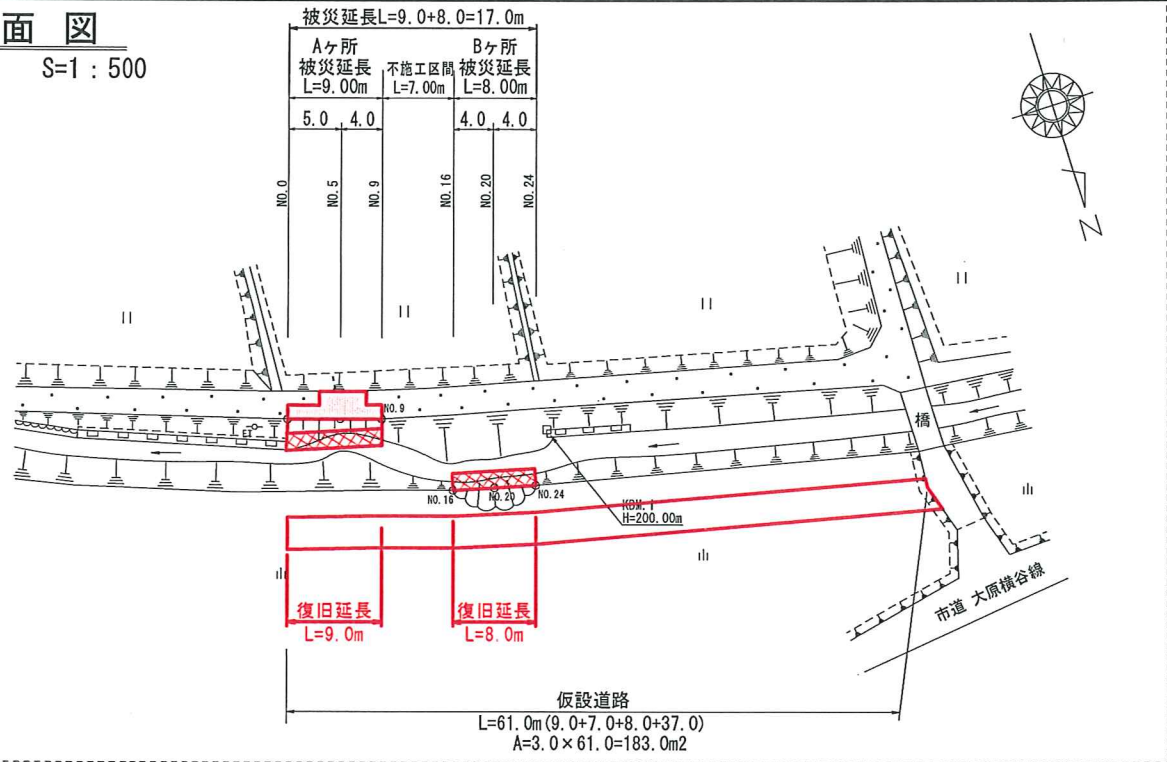 面 図
S=1：500
被災延長L=9.0+8.0=17.0m
Aヶ所
被災延長
L=9.00m
不施工区間
L=7.00m
Bヶ所
被災延長
L=8.00m
5.0
4.0
4.0
4.0
NO.0
NO.5
NO.9
NO.16
NO.20
NO.24
N
NO.9
橋
NO.16
NO.20
NO.24
KBM.1
H=200.00m
市道 大原横谷線
復旧延長
L=9.0m
復旧延長
L=8.0m
仮設道路
L=61.0m(9.0+7.0+8.0+37.0)
A=3.0×61.0=183.0m2